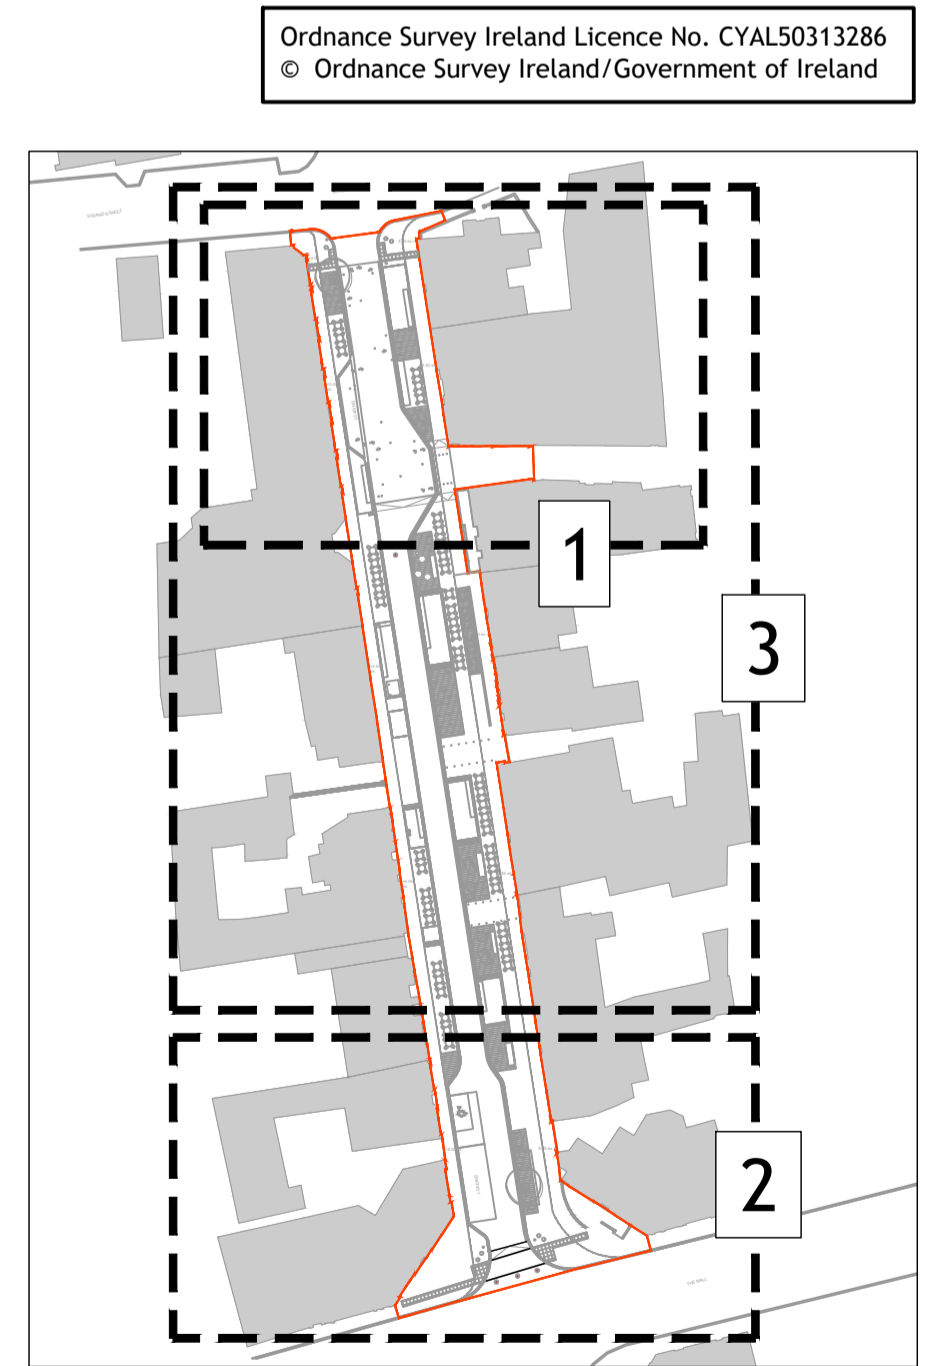 Ordnance Survey Ireland Licence No. CYAL50313286
© Ordnance Survey Ireland/Government of Ireland
1
3
2